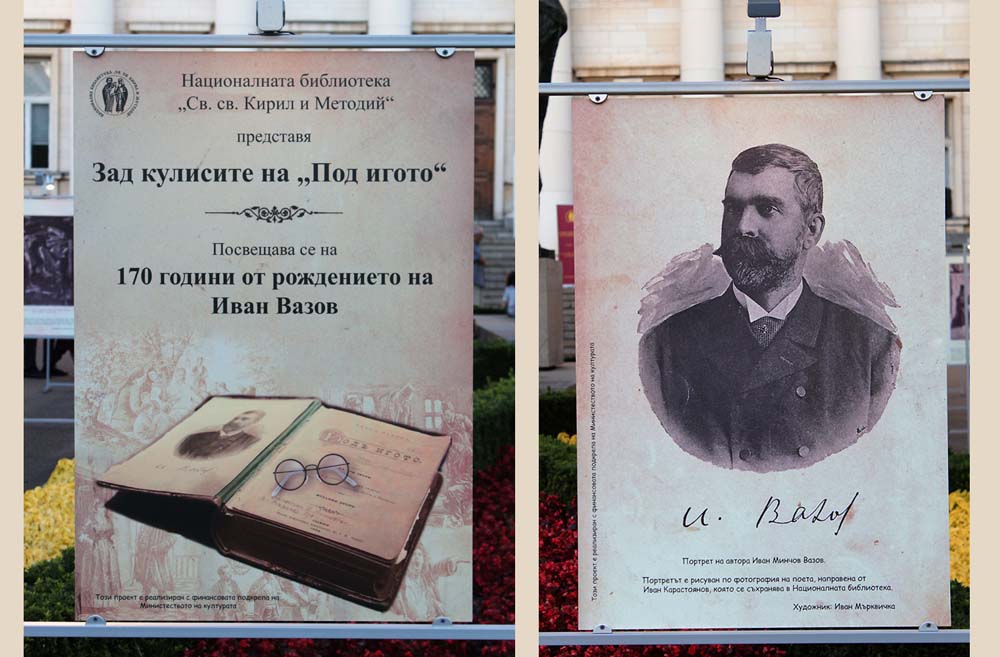 Националната библиотека
„Св. св. Кирил и Методий“
представя
Зад кулисите на „Под игото“
Посвещава се на
170 години от рождението на
Иван Вазов
Подъ игото.
Този проект е реализиран с финансовата подкрепа на
Министерството на културата
Този проект е реализиран с финансовата подкрепа на Министерството на културата
И. Вазов
Портрет на автора Иван Минчов Вазов.
Портретът е рисуван по фотография на поета, направена от
Иван Карастоянов, която се съхранява в Националната библиотека.
Художник: Иван Мърквичка